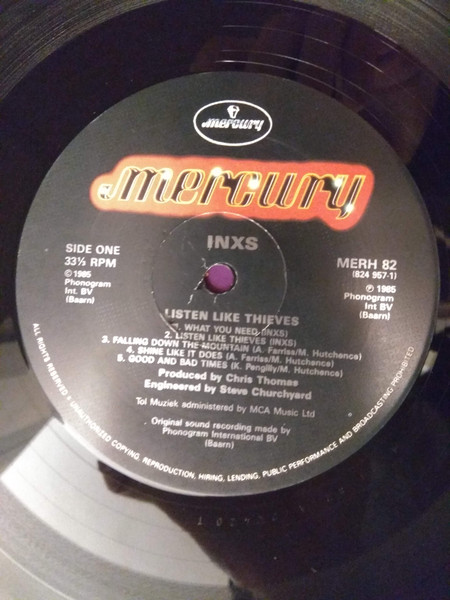 mercury
mercury
INXS
SIDE ONE
33⅓ RPM
© 1985
Phonogram
Int. BV
(Baarn)
MERH 82
(824 957-1)
℗ 1985
Phonogram
Int BV
(Baarn)
LISTEN LIKE THIEVES
1. WHAT YOU NEED (INXS)
2. LISTEN LIKE THIEVES (INXS)
3. FALLING DOWN THE MOUNTAIN (A. Farriss/M. Hutchence)
4. SHINE LIKE IT DOES (A. Farriss/M. Hutchence)
5. GOOD AND BAD TIMES (K. Pengilly/M. Hutchence)
Produced by Chris Thomas
Engineered by Steve Churchyard
Tol Muziek administered by MCA Music Ltd
Original sound recording made by
Phonogram International BV
(Baarn)
ALL RIGHTS RESERVED. UNAUTHORIZED COPYING, REPRODUCTION, HIRING, LENDING, PUBLIC PERFORMANCE AND BROADCASTING PROHIBITED